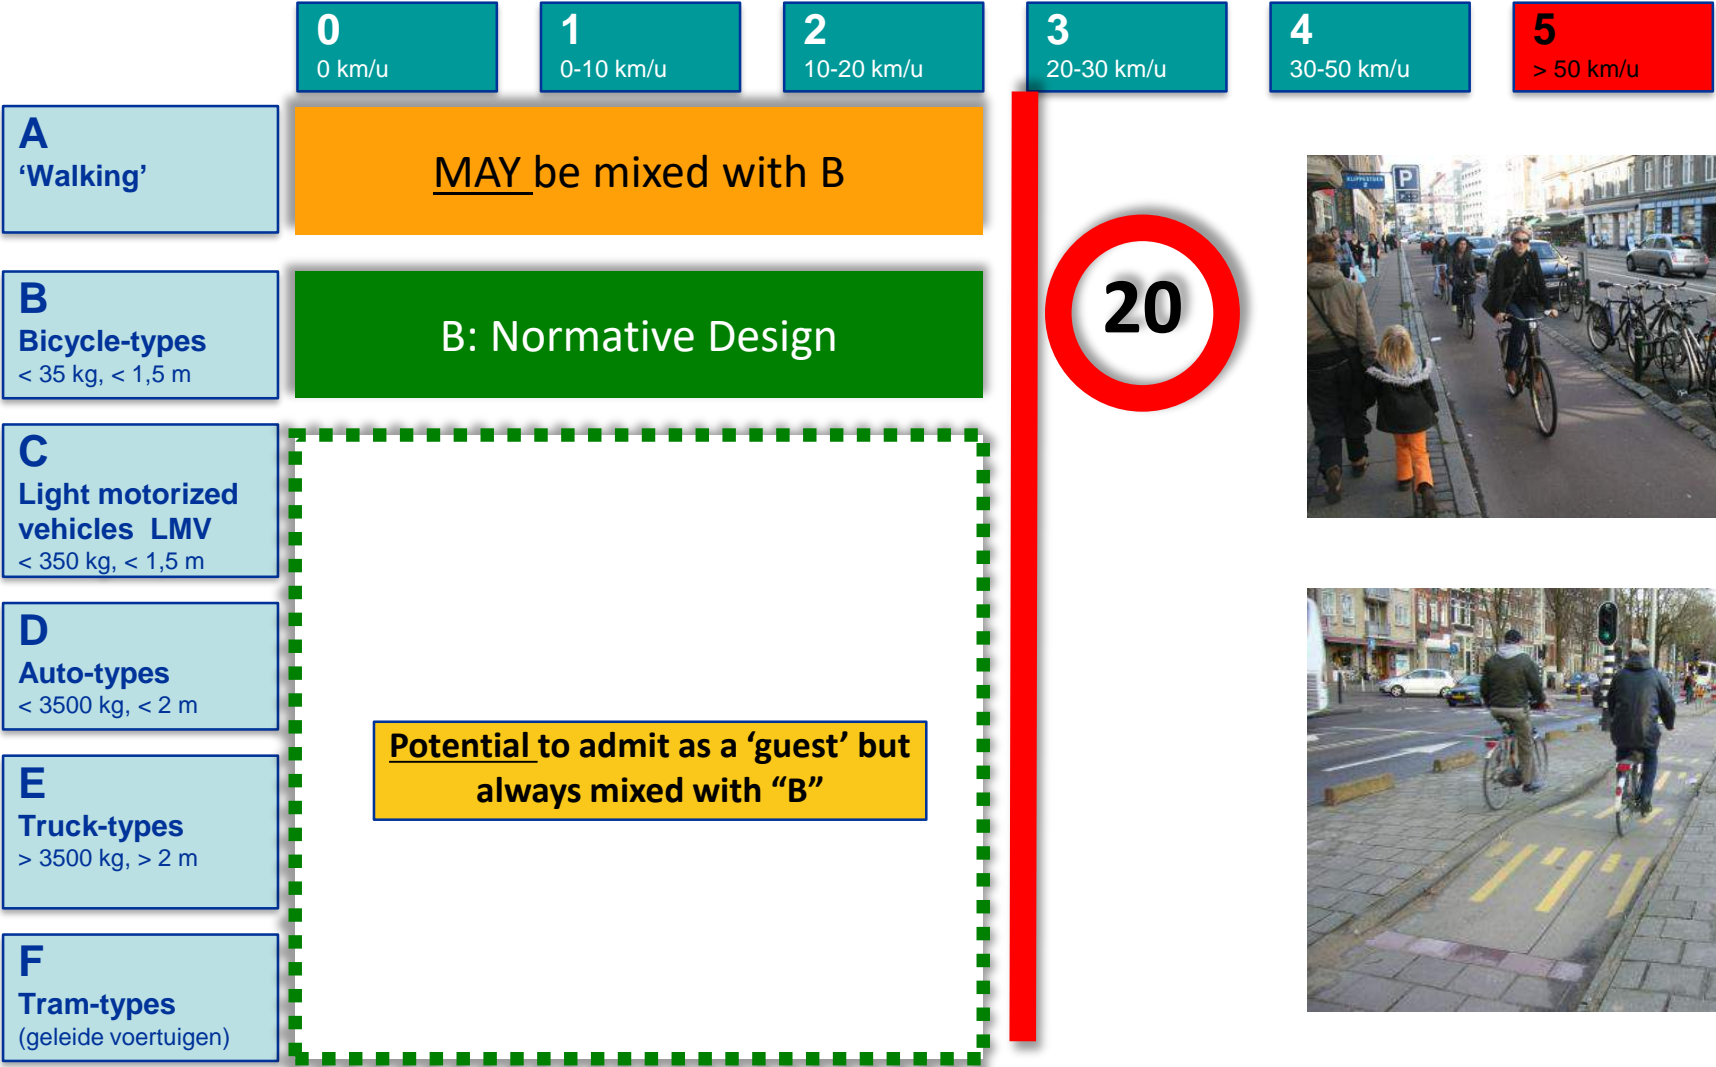 0
0 km/u
1
0-10 km/u
2
10-20 km/u
3
20-30 km/u
4
30-50 km/u
5
> 50 km/u
A
‘Walking’
MAY be mixed with B
B
Bicycle-types
< 35 kg, < 1,5 m
B: Normative Design
20
C
Light motorized
vehicles LMV
< 350 kg, < 1,5 m
D
Auto-types
< 3500 kg, < 2 m
Potential to admit as a ‘guest’ but
always mixed with “B”
E
Truck-types
> 3500 kg, > 2 m
F
Tram-types
(geleide voertuigen)
P